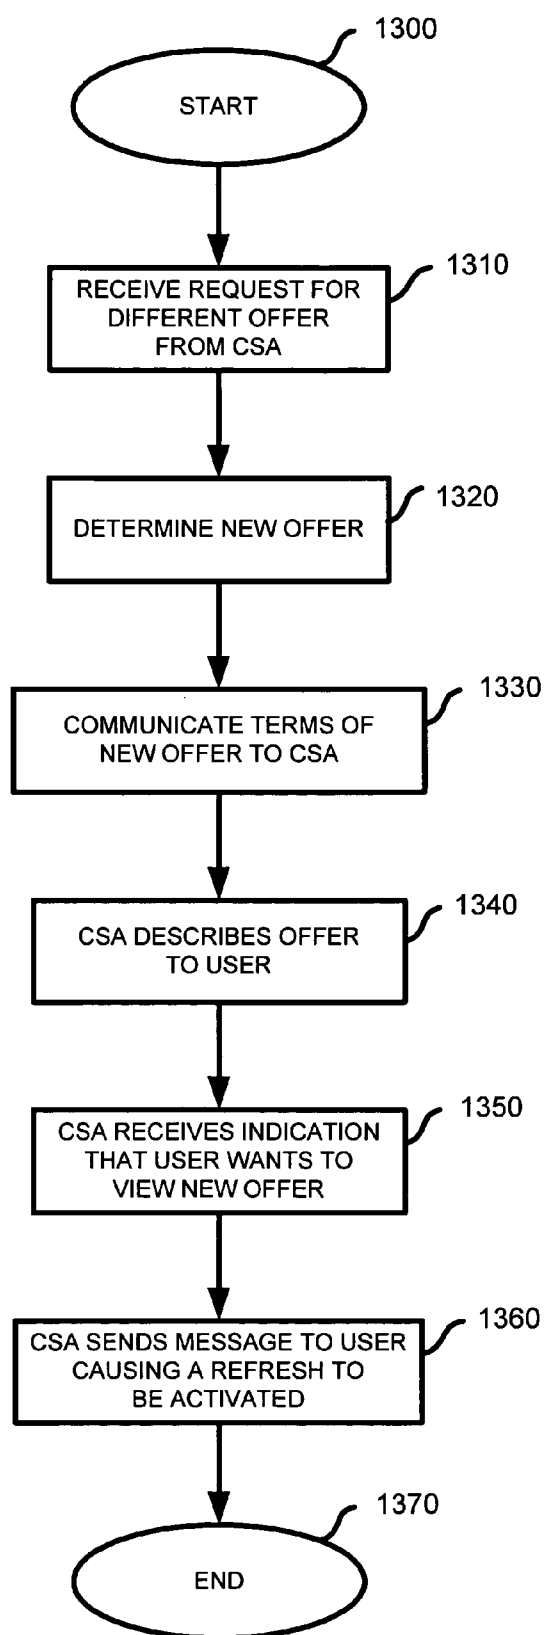 1300
START
1310
RECEIVE REQUEST FOR
DIFFERENT OFFER
FROM CSA
1320
DETERMINE NEW OFFER
1330
COMMUNICATE TERMS OF
NEW OFFER TO CSA
1340
CSA DESCRIBES OFFER
TO USER
1350
CSA RECEIVES INDICATION
THAT USER WANTS TO
VIEW NEW OFFER
1360
CSA SENDS MESSAGE TO USER
CAUSING A REFRESH TO
BE ACTIVATED
1370
END